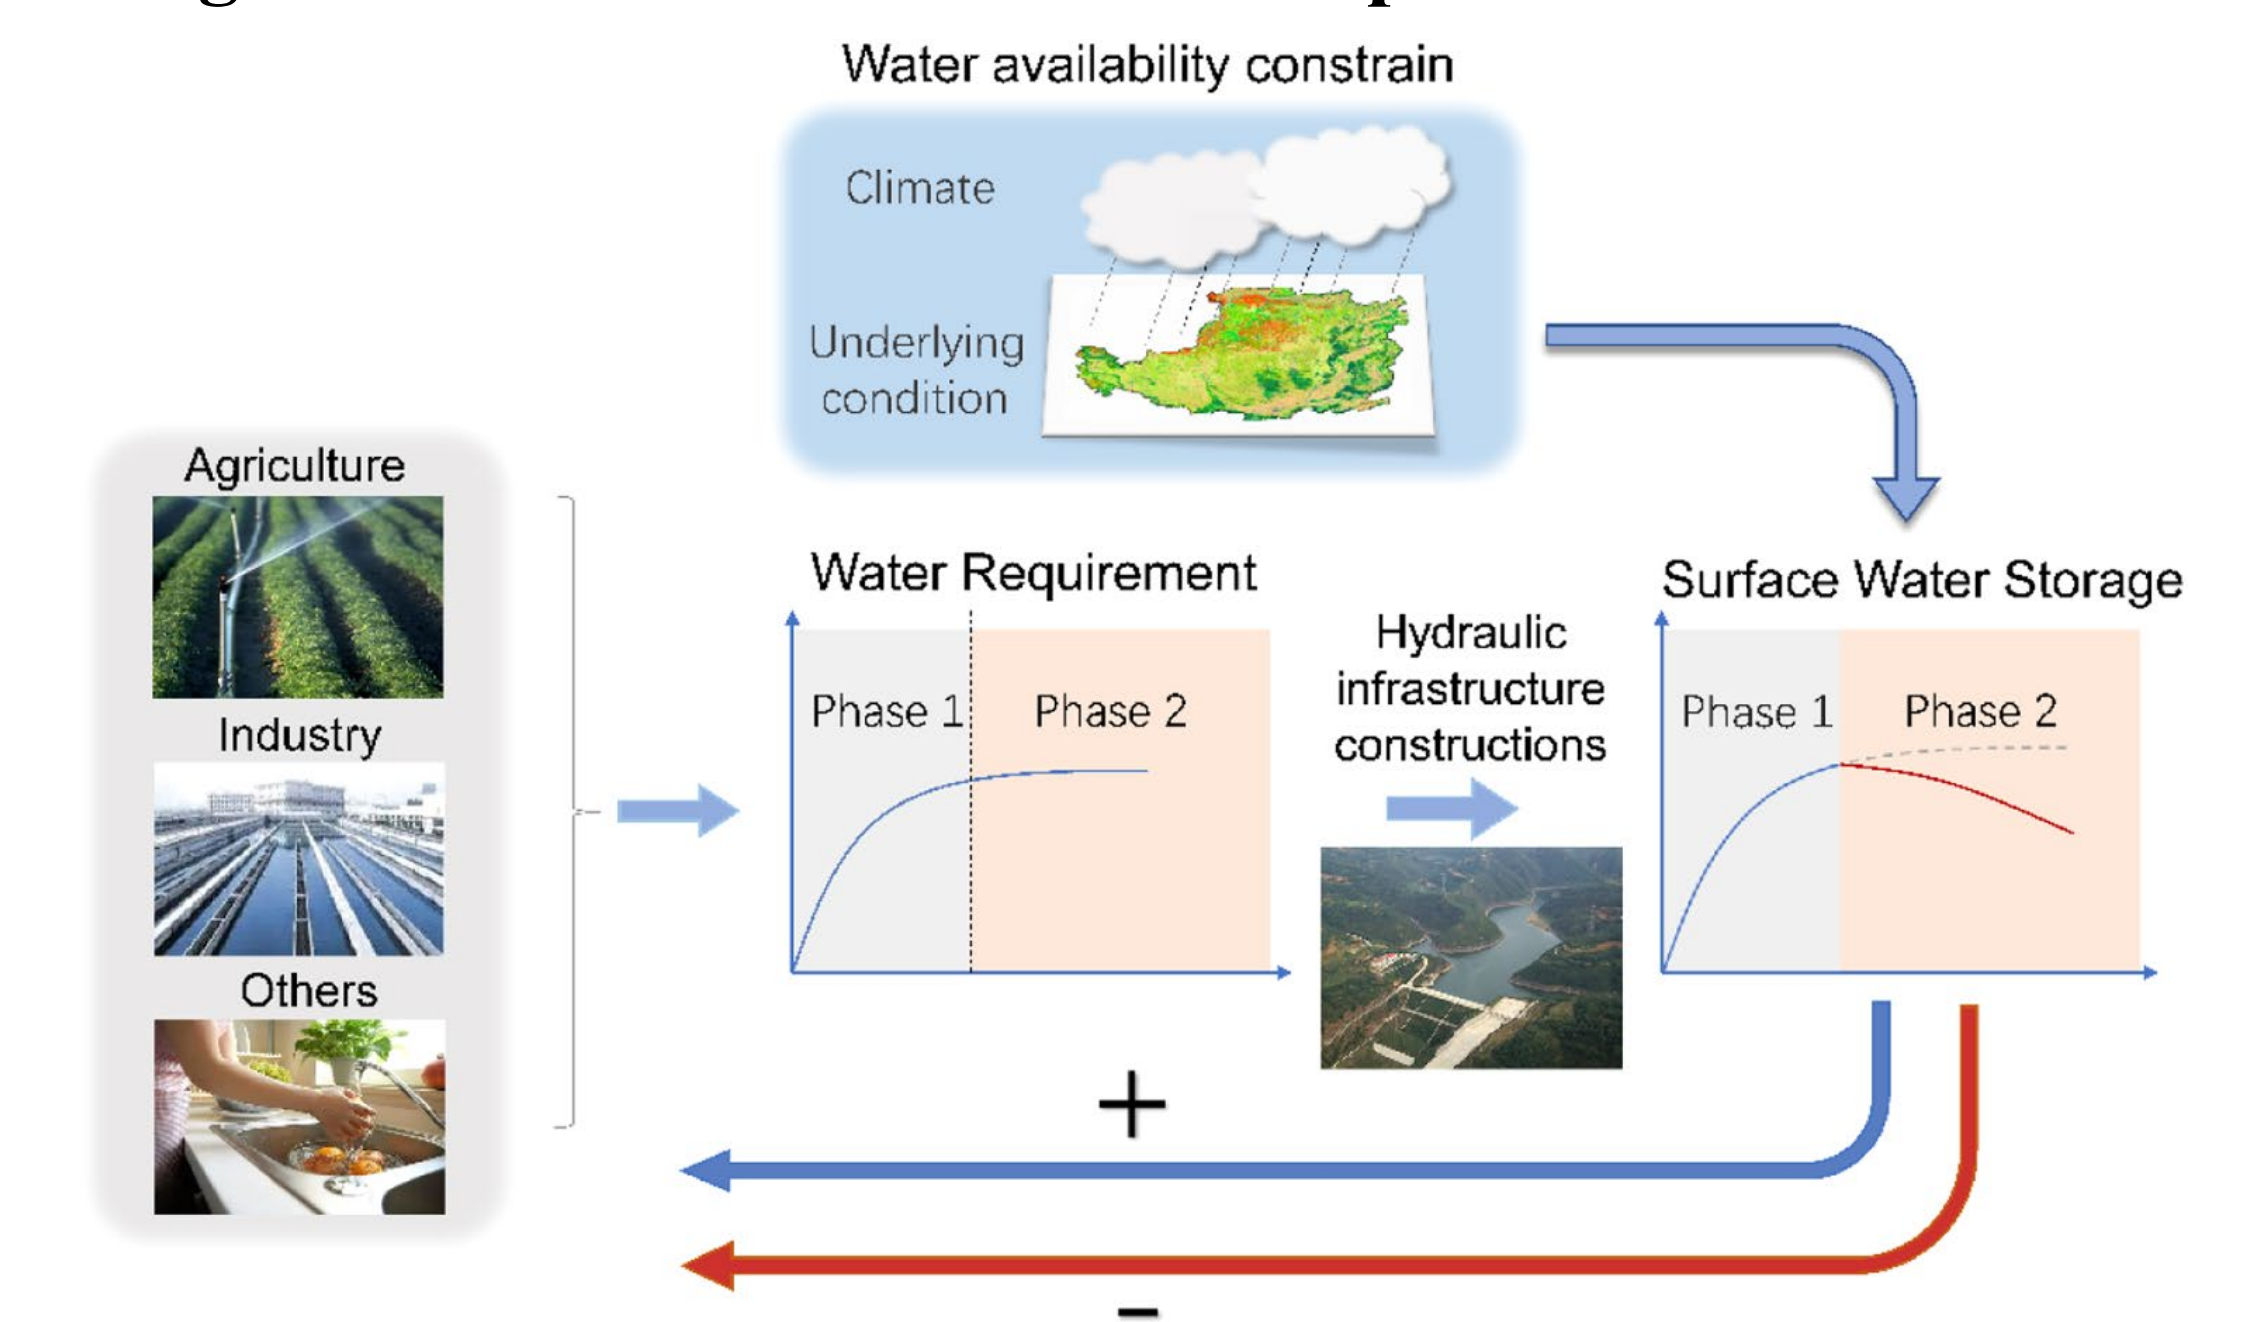 Water availability constrain
Climate
Underlying
condition
Agriculture
Industry
Others
Water Requirement
Phase 1
Phase 2
Hydraulic
infrastructure
constructions
Surface Water Storage
Phase 1
Phase 2
+
−